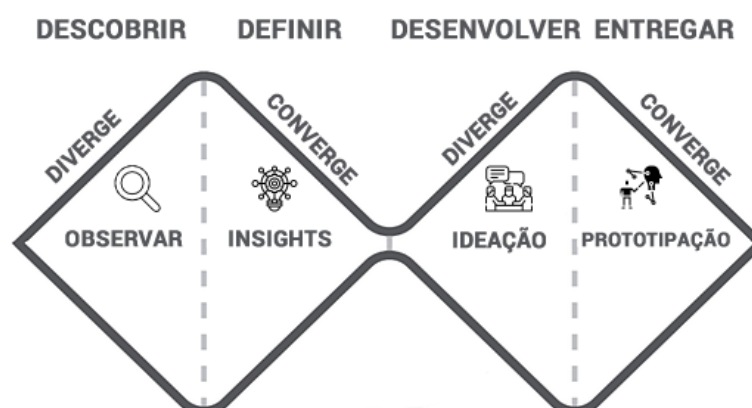 DESCOBRIR DEFINIR DESENVOLVER ENTREGAR
DIVERGE CONVERGE DIVERGE CONVERGE
OBSERVAR INSIGHTS IDEAÇÃO PROTOTIPAÇÃO